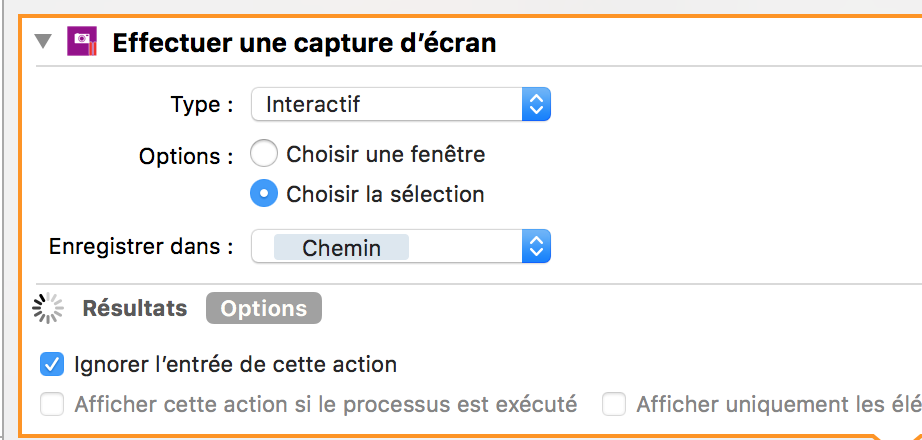 Effectuer une capture d’écran
Type : Interactif
Options : Choisir une fenêtre
Choisir la sélection
Enregistrer dans : Chemin
Résultats Options
Ignorer l’entrée de cette action
Afficher cette action si le processus est exécuté Afficher uniquement les